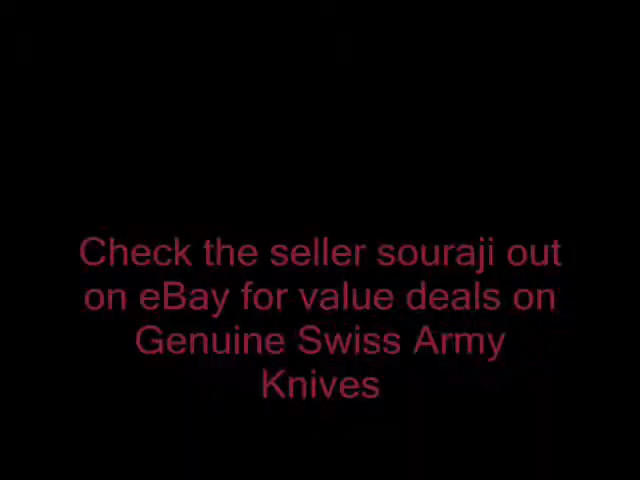 Check the seller souraji out
on eBay for value deals on
Genuine Swiss Army
Knives